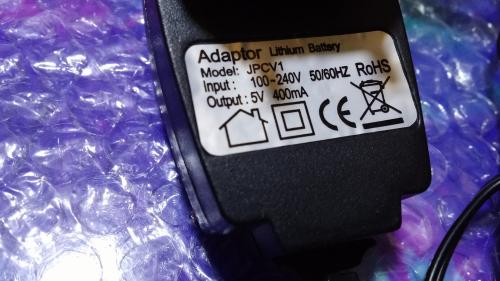 Adaptor Lithium Battery
Model: JPCV1
Input : 100~240V 50/60HZ RoHS
Output : 5V 400mA
CE